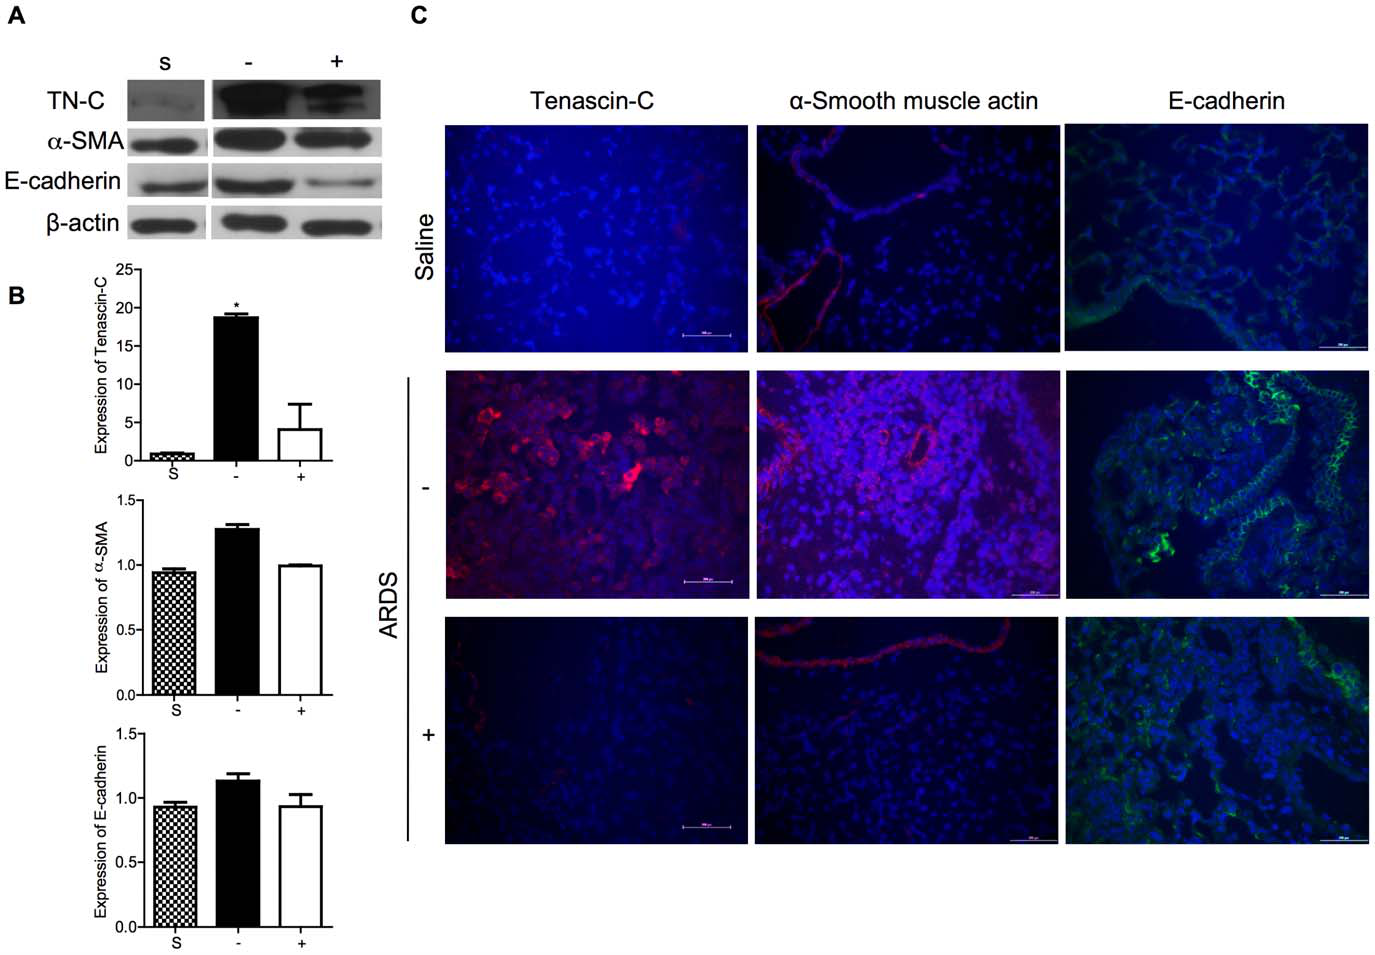 A
S - +
TN-C
α-SMA
E-cadherin
β-actin
B
Expression of Tenascin-C
25
20
15
10
5
0
*
S - +
Expression of α-SMA
1.5
1.0
0.5
0.0
S - +
Expression of E-cadherin
1.5
1.0
0.5
0.0
S - +
C
Tenascin-C α-Smooth muscle actin E-cadherin
Saline
ARDS
-
+